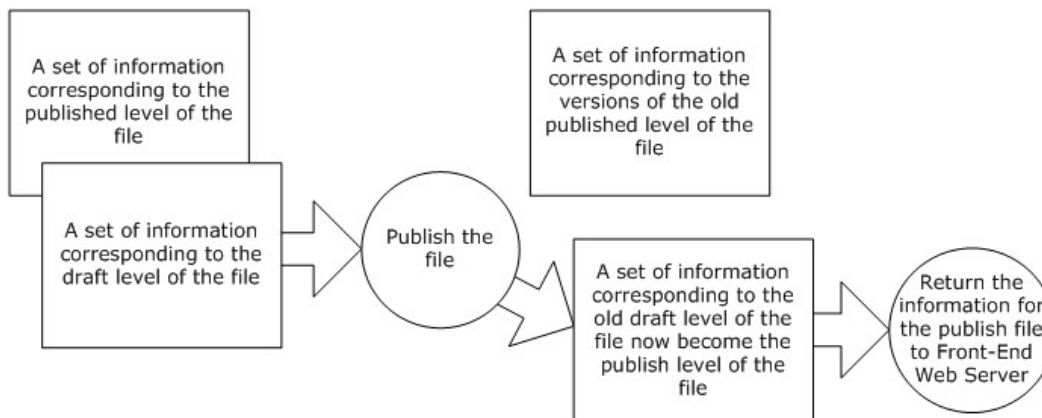 A set of information
corresponding to the
published level of the
file
A set of information
corresponding to the
draft level of the file
Publish the
file
A set of information
corresponding to the
versions of the old
published level of the
file
A set of information
corresponding to the
old draft level of the
file now become the
publish level of the
file
Return the
information for
the publish file
to Front-End
Web Server